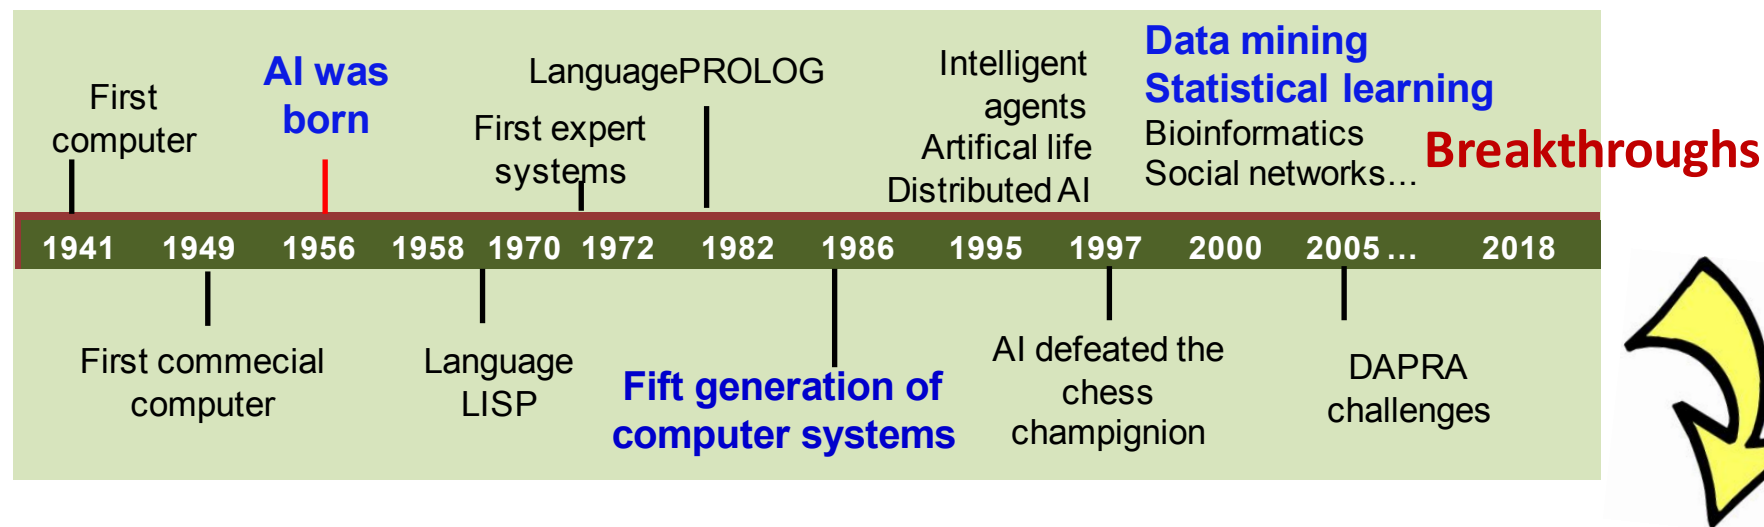 First
computer
AI was
born
LanguagePROLOG
First expert
systems
Intelligent
agents
Artifical life
Distributed AI
Data mining
Statistical learning
Bioinformatics
Social networks...
Breakthroughs
1941 1949 1956 1958 1970 1972 1982 1986 1995 1997 2000 2005 ... 2018
First commecial
computer
Language
LISP
Fift generation of
computer systems
AI defeated the
chess
champignion
DAPRA
challenges